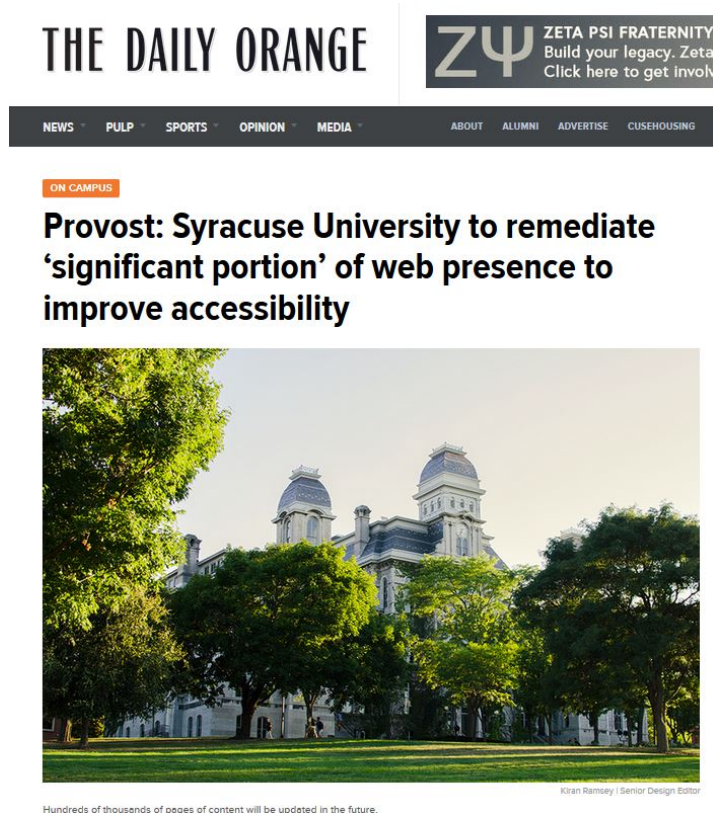 THE DAILY ORANGE
ZΨ
ZETA PSI FRATERNITY
Build your legacy. Zeta
Click here to get involv
NEWS PULP SPORTS OPINION MEDIA ABOUT ALUMNI ADVERTISE CUSEHOUSING
ON CAMPUS
Provost: Syracuse University to remediate
‘significant portion’ of web presence to
improve accessibility
Kiran Ramsey | Senior Design Editor
Hundreds of thousands of pages of content will be updated in the future.